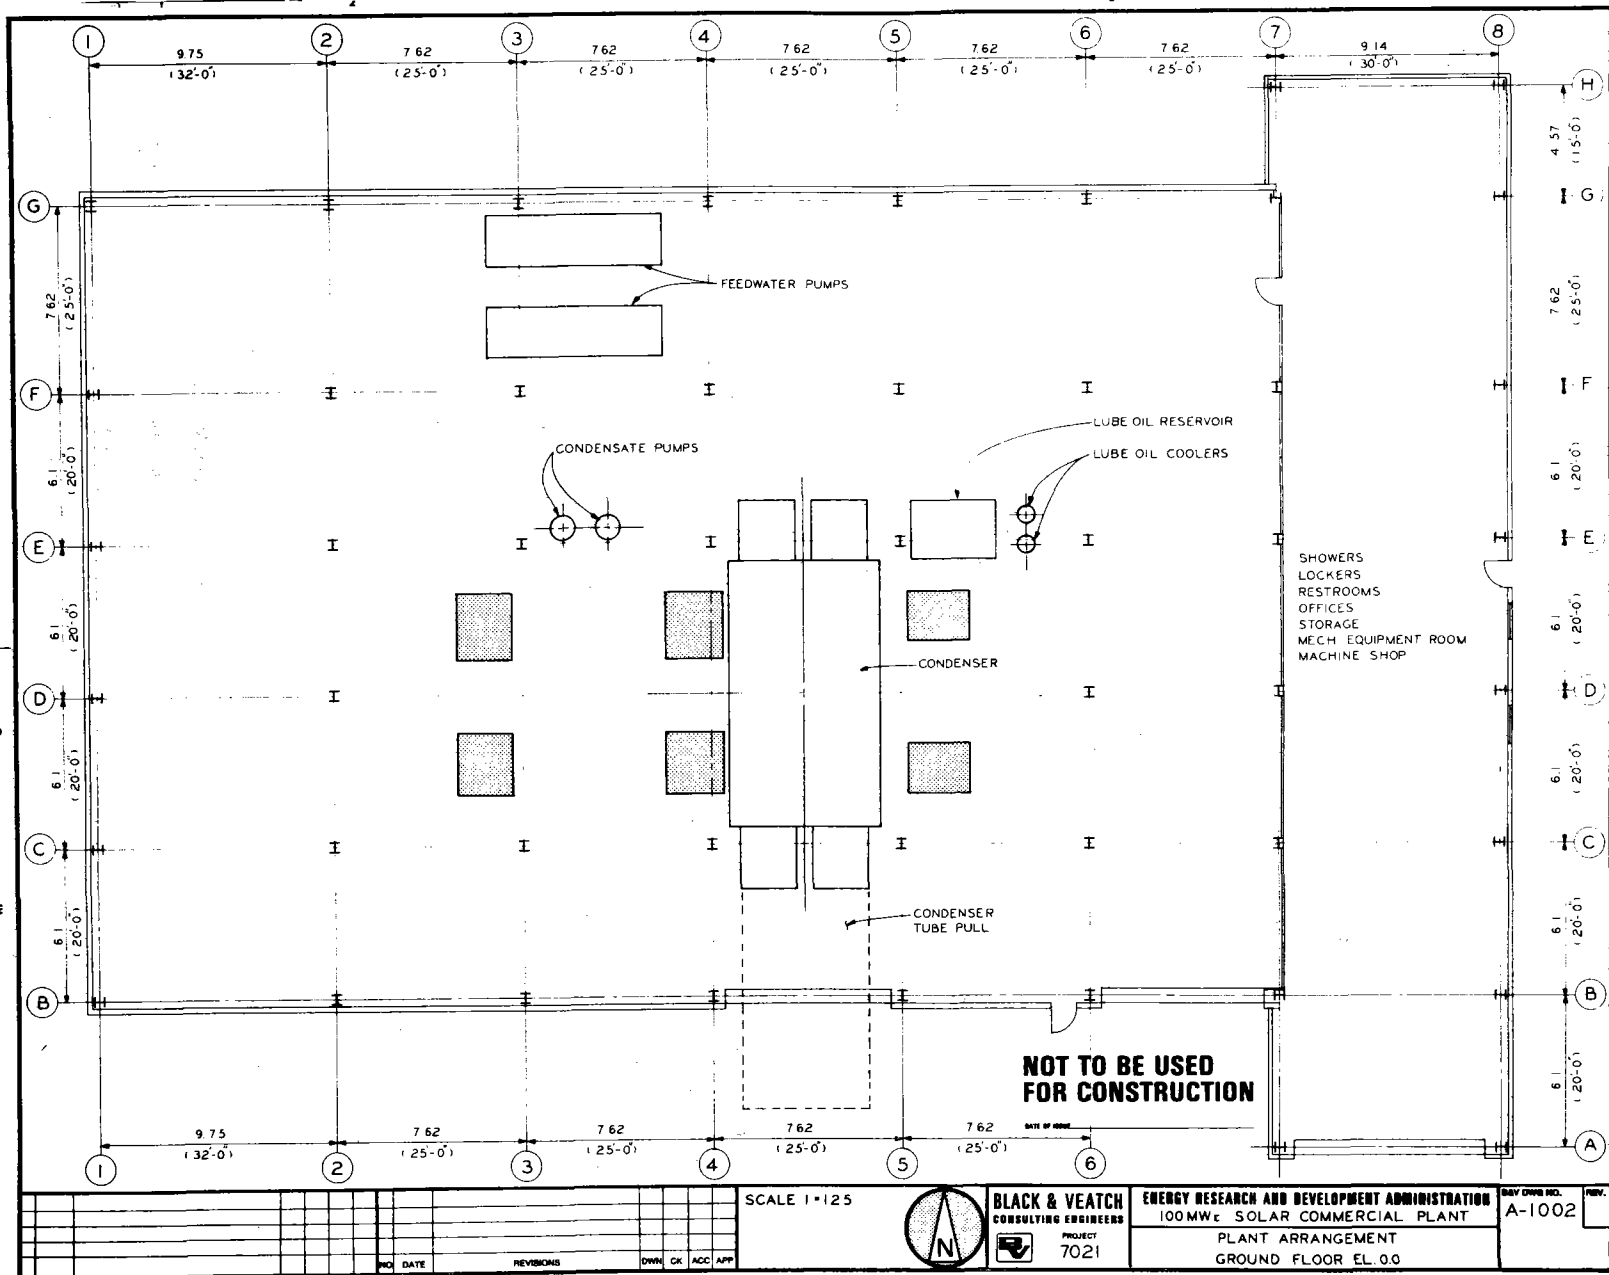 1 2 3 4 5 6 7 8
9.75 7.62 7.62 7.62 7.62 7.62 9.14
(32'-0") (25'-0") (25'-0") (25'-0") (25'-0") (25'-0") (30'-0")
H
4.57
(15'-0")
G G
7.62
(25'-0")
7.62
(25'-0")
FEEDWATER PUMPS
F F
LUBE OIL RESERVOIR
CONDENSATE PUMPS
LUBE OIL COOLERS
6.1
(20'-0")
6.1
(20'-0")
E E
SHOWERS
LOCKERS
RESTROOMS
OFFICES
STORAGE
MECH EQUIPMENT ROOM
MACHINE SHOP
6.1
(20'-0")
6.1
(20'-0")
CONDENSER
D D
6.1
(20'-0")
6.1
(20'-0")
C C
CONDENSER
TUBE PULL
6.1
(20'-0")
6.1
(20'-0")
B B
NOT TO BE USED
FOR CONSTRUCTION
DATE OF ISSUE
6.1
(20'-0")
A
9.75 7.62 7.62 7.62 7.62
(32'-0") (25'-0") (25'-0") (25'-0") (25'-0")
1 2 3 4 5 6
NO DATE REVISIONS DWN CK ACC APP
SCALE 1=125
N
BLACK & VEATCH
CONSULTING ENGINEERS
BV
PROJECT
7021
ENERGY RESEARCH AND DEVELOPMENT ADMINISTRATION
100MWe SOLAR COMMERCIAL PLANT
PLANT ARRANGEMENT
GROUND FLOOR EL. 0.0
B&V DWG NO.
A-1002
REV.